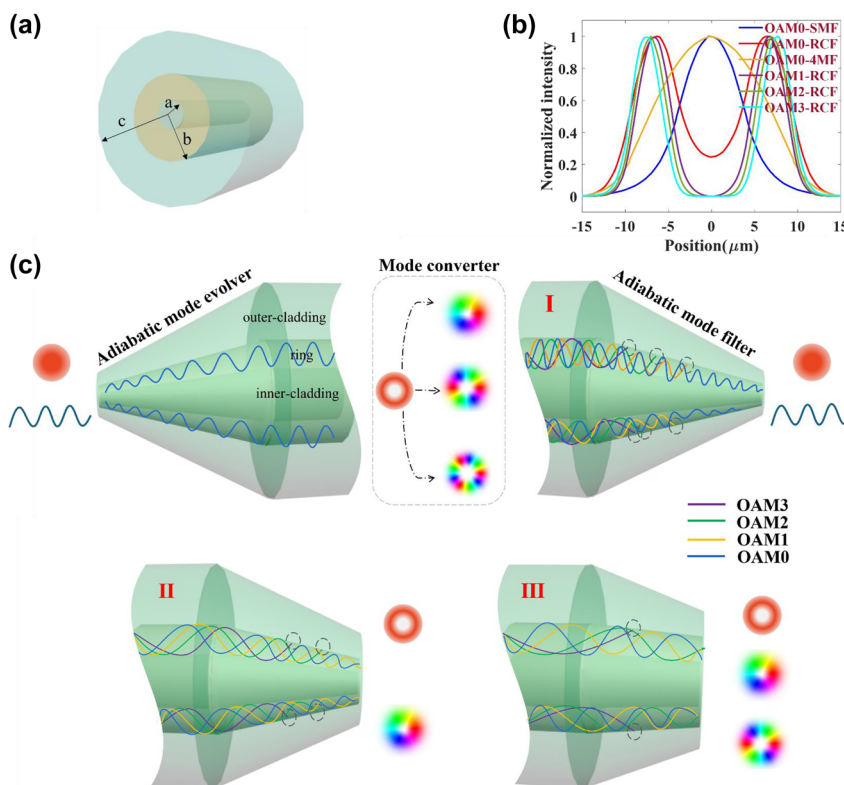 (a)
a
c
b
(b)
Normalized intensity
1
0.8
0.6
0.4
0.2
0
-15 -10 -5 0 5 10 15
Position(μm)
OAM0-SMF
OAM0-RCF
OAM0-4MF
OAM1-RCF
OAM2-RCF
OAM3-RCF
(c)
Adiabatic mode evolver
outer-cladding
ring
inner-cladding
Mode converter
I
Adiabatic mode filter
OAM3
OAM2
OAM1
OAM0
II
III